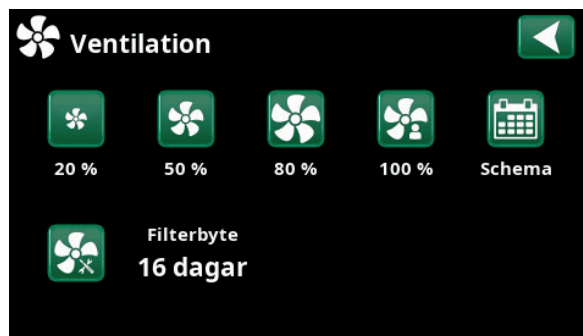 Ventilation
20 % 50 % 80 % 100 % Schema
Filterbyte
16 dagar